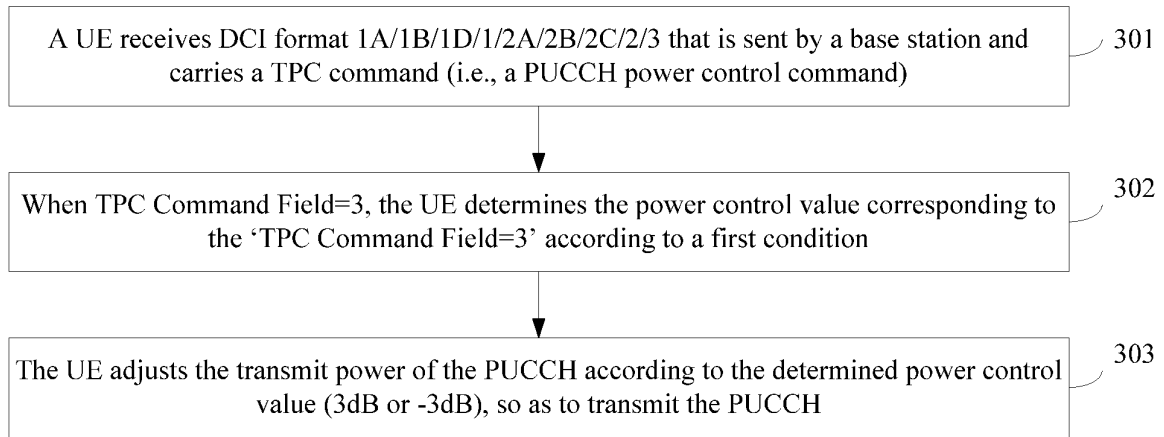 A UE receives DCI format 1A/1B/1D/1/2A/2B/2C/2/3 that is sent by a base station and
carries a TPC command (i.e., a PUCCH power control command)
301
When TPC Command Field=3, the UE determines the power control value corresponding to
the ‘TPC Command Field=3’ according to a first condition
302
The UE adjusts the transmit power of the PUCCH according to the determined power control
value (3dB or -3dB), so as to transmit the PUCCH
303